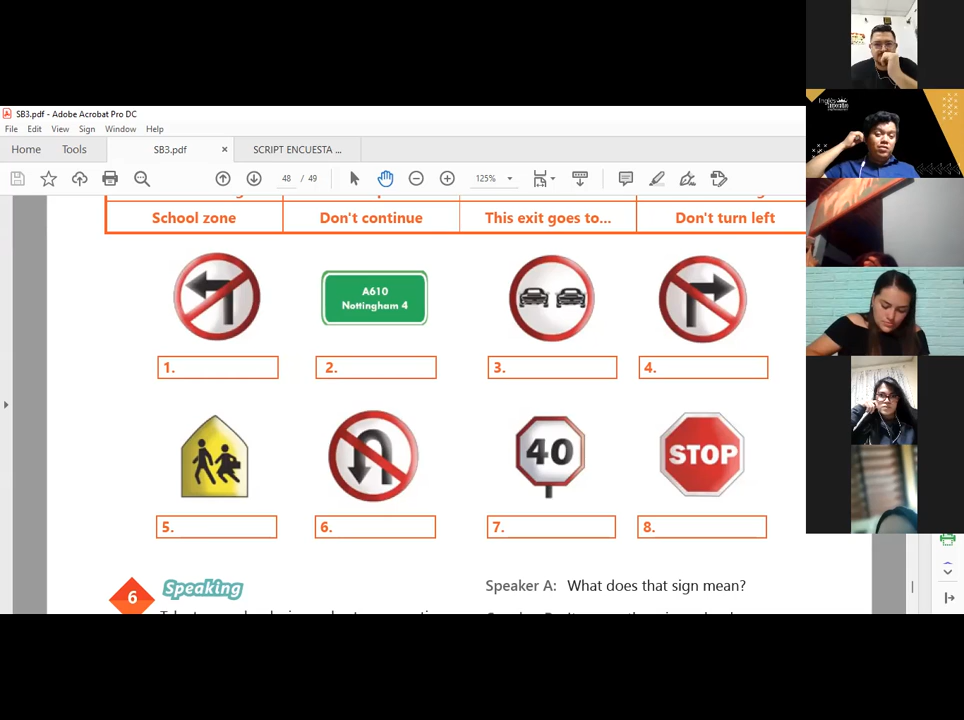 SB3.pdf - Adobe Acrobat Pro DC
File Edit View Sign Window Help
Home Tools SB3.pdf × SCRIPT ENCUESTA ...
48 / 49 125%
School zone Don't continue This exit goes to... Don't turn left
A610
Nottingham 4
1. 2. 3. 4.
40 STOP
5. 6. 7. 8.
6 Speaking Speaker A: What does that sign mean?
Inglés